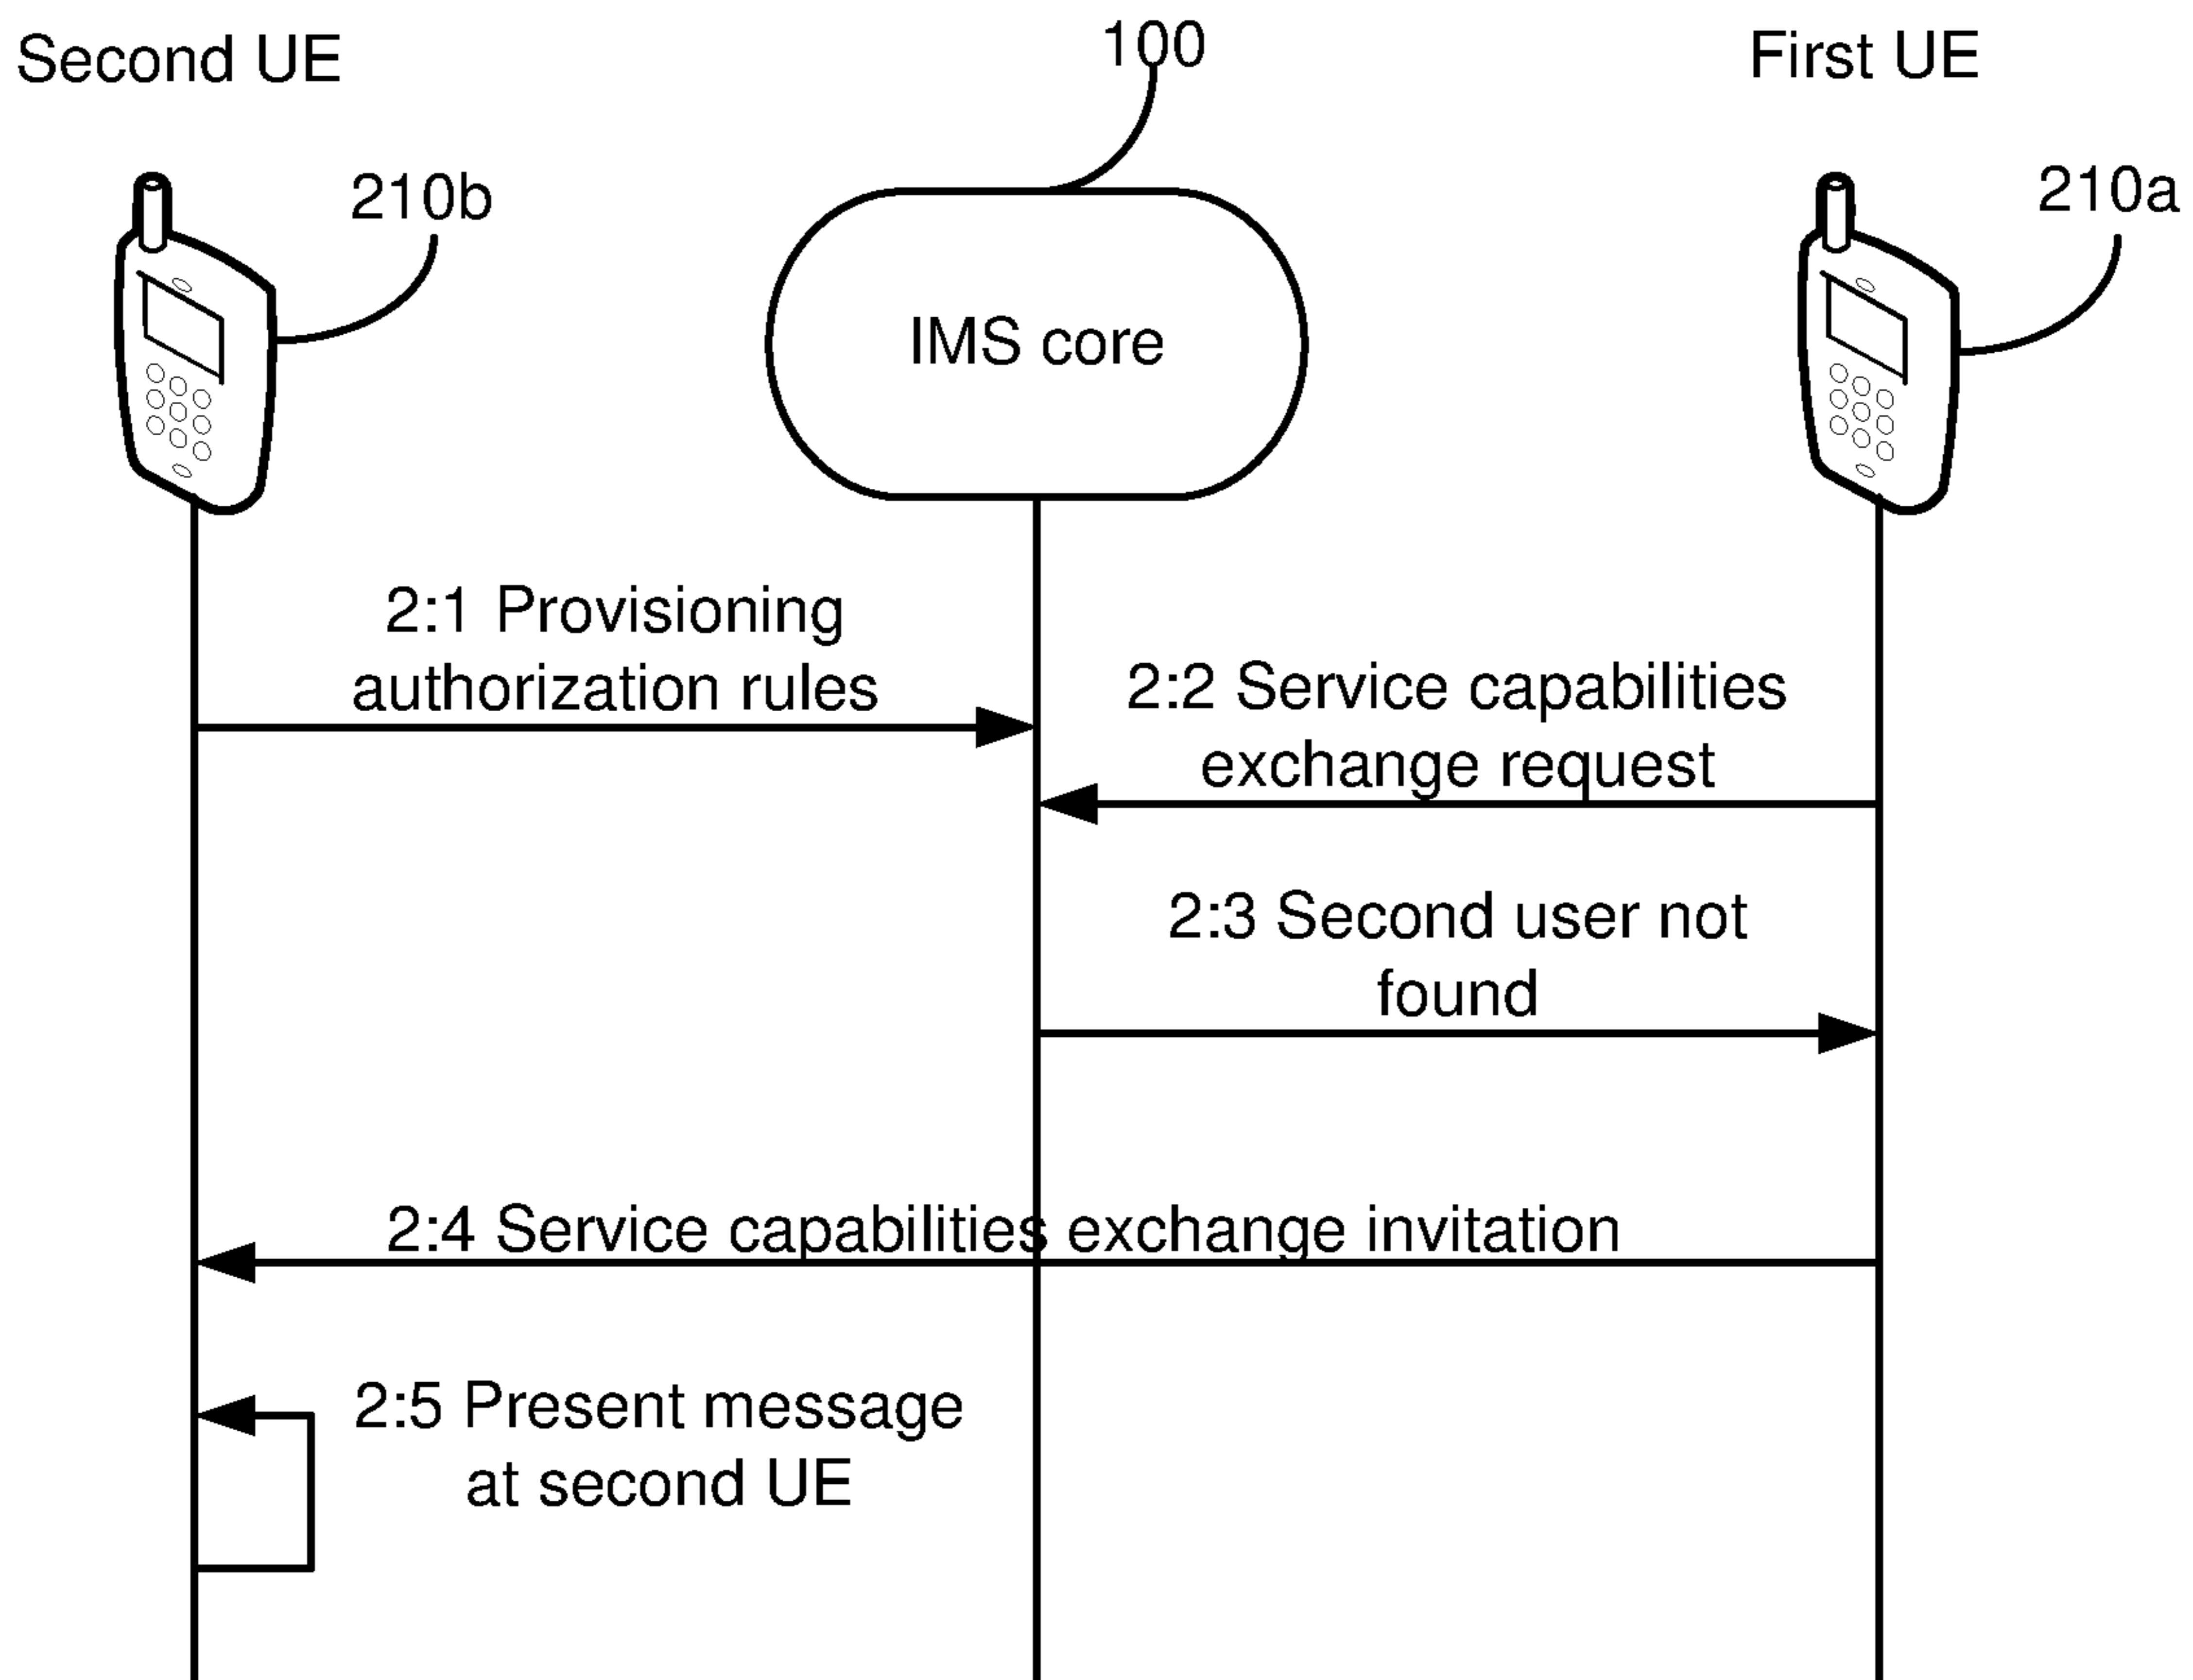 Second UE
100
First UE
210b
210a
IMS core
2:1 Provisioning
authorization rules
2:2 Service capabilities
exchange request
2:3 Second user not
found
2:4 Service capabilities exchange invitation
2:5 Present message
at second UE